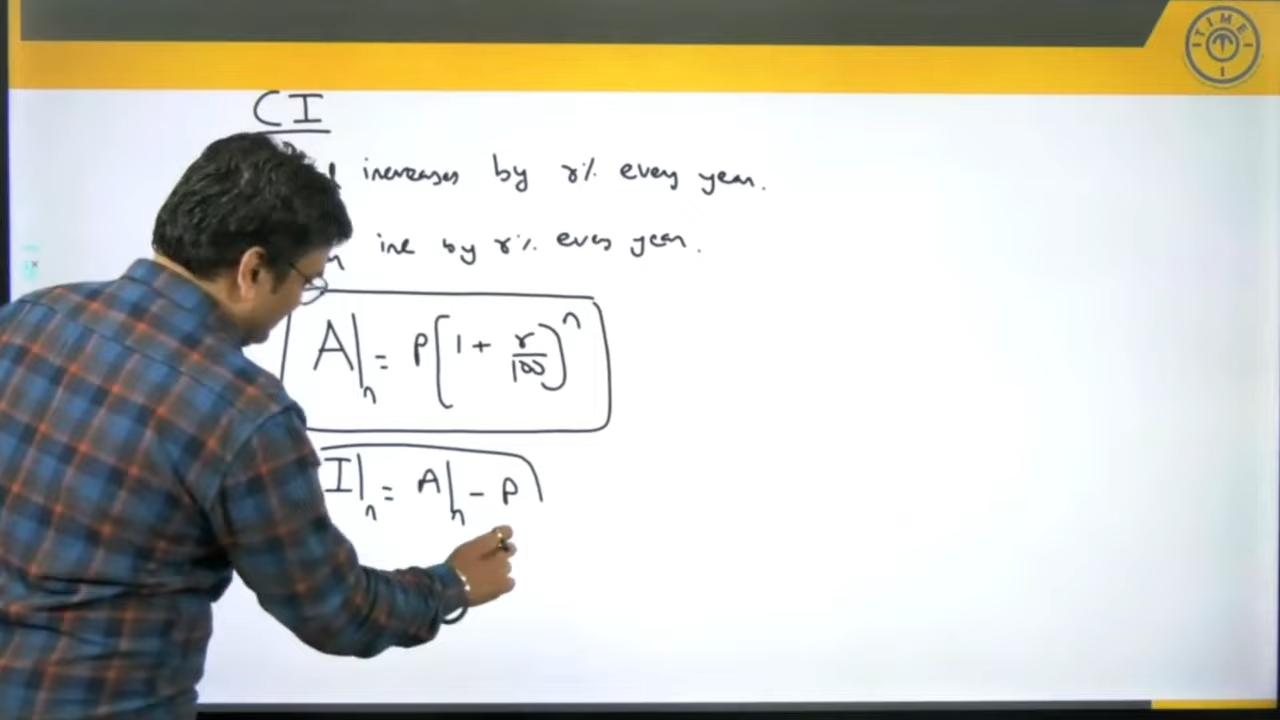 T.I.M.E.
CI
increases by r% every year.
inc by r% every year.
A|n = P[1 + r/100)^n
I|n = A|n - P